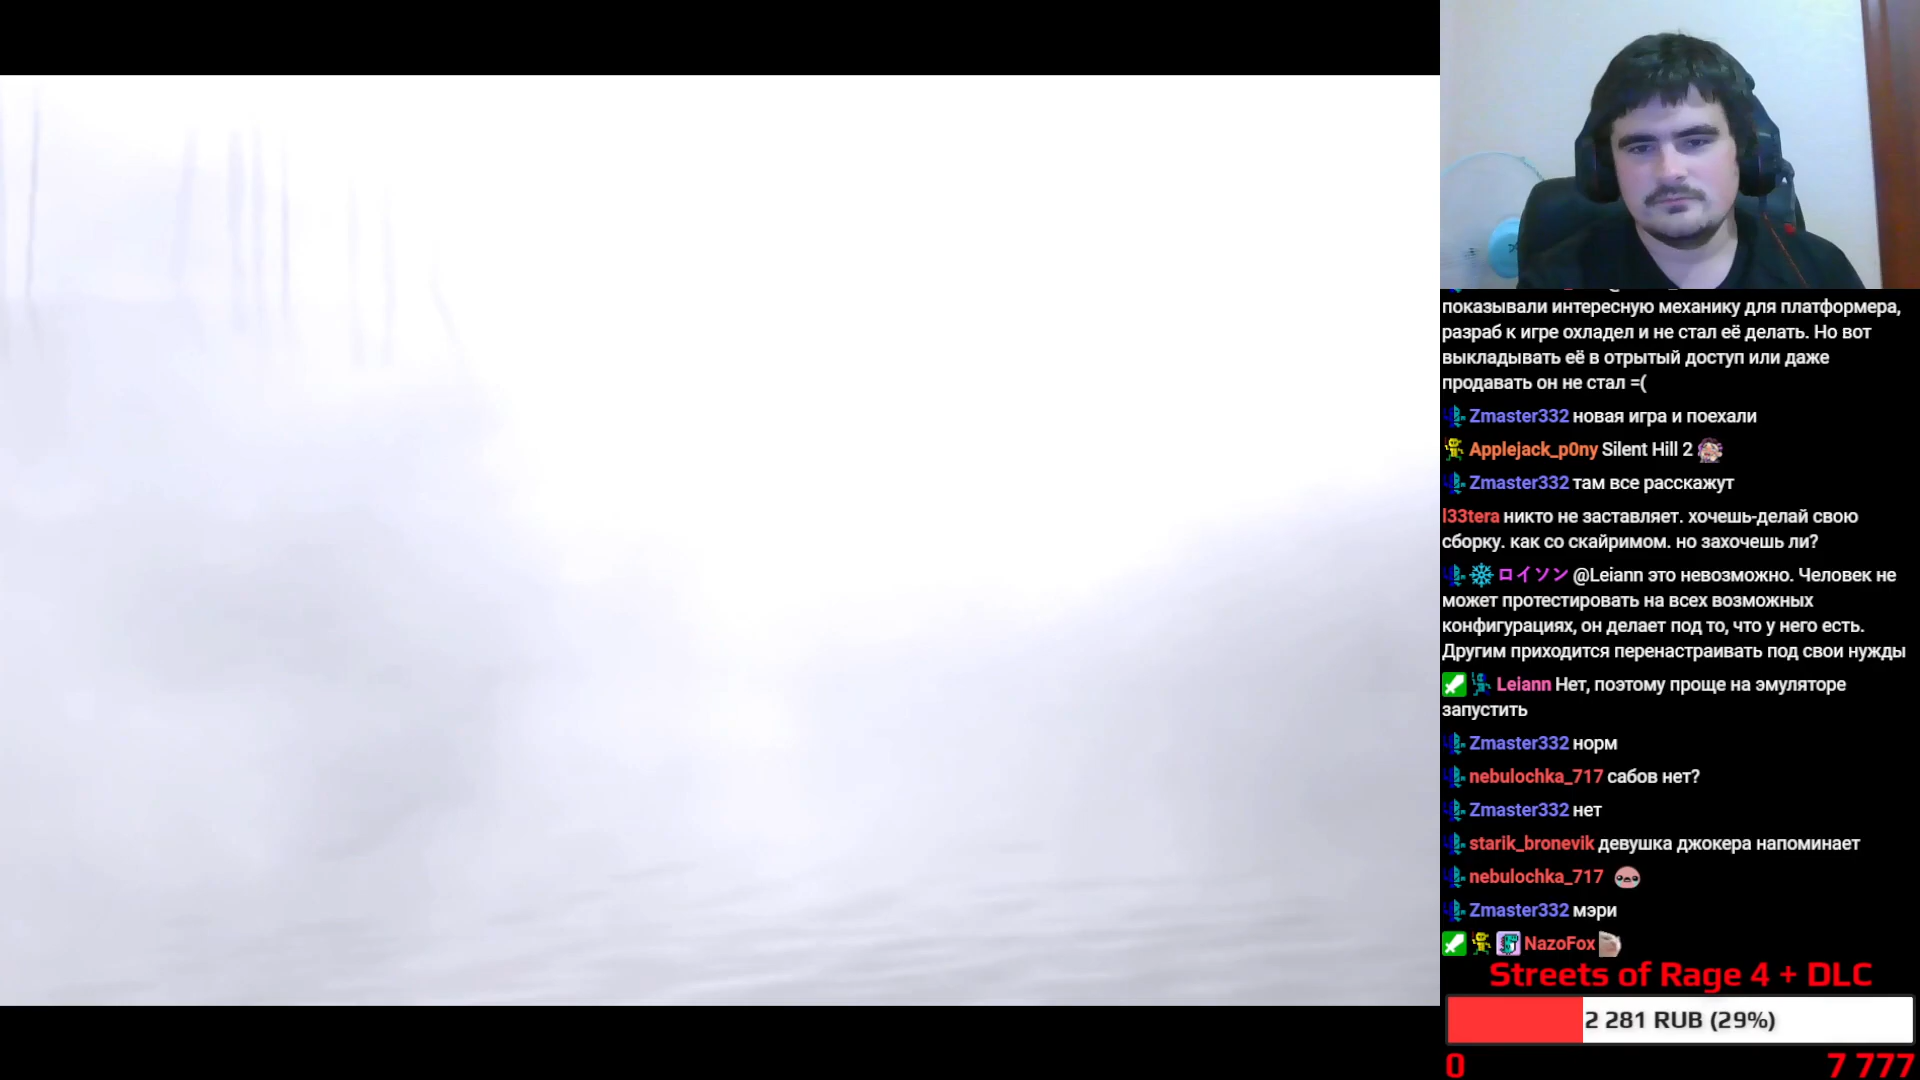 показывали интересную механику для платформера,
разраб к игре охладел и не стал её делать. Но вот
выкладывать её в отрытый доступ или даже
продавать он не стал =(
Zmaster332 новая игра и поехали
Applejack_p0ny Silent Hill 2
Zmaster332 там все расскажут
l33tera никто не заставляет. хочешь-делай свою
сборку. как со скайримом. но захочешь ли?
ロイソン @Leiann это невозможно. Человек не
может протестировать на всех возможных
конфигурациях, он делает под то, что у него есть.
Другим приходится перенастраивать под свои нужды
Leiann Нет, поэтому проще на эмуляторе
запустить
Zmaster332 норм
nebulochka_717 сабов нет?
Zmaster332 нет
starik_bronevik девушка джокера напоминает
nebulochka_717
Zmaster332 мэри
NazoFox
Streets of Rage 4 + DLC
2 281 RUB (29%)
0 7 777